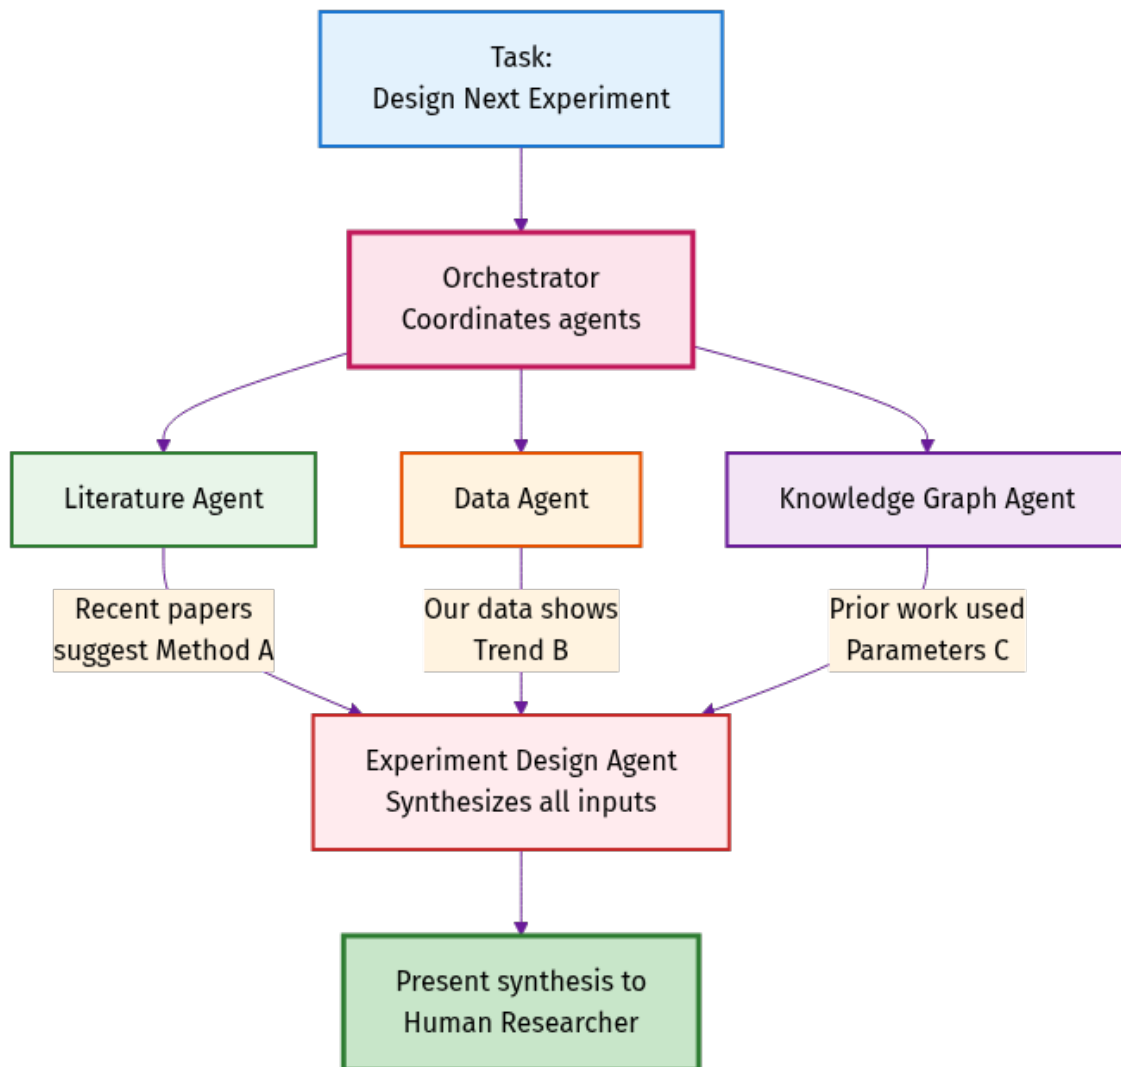 Task:
Design Next Experiment
Orchestrator
Coordinates agents
Literature Agent
Data Agent
Knowledge Graph Agent
Recent papers
suggest Method A
Our data shows
Trend B
Prior work used
Parameters C
Experiment Design Agent
Synthesizes all inputs
Present synthesis to
Human Researcher